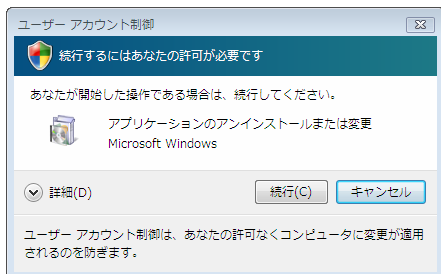 ユーザー アカウント制御
続行するにはあなたの許可が必要です
あなたが開始した操作である場合は、続行してください。
アプリケーションのアンインストールまたは変更
Microsoft Windows
詳細(D)
続行(C)
キャンセル
ユーザー アカウント制御は、あなたの許可なくコンピュータに変更が適用
されるのを防ぎます。